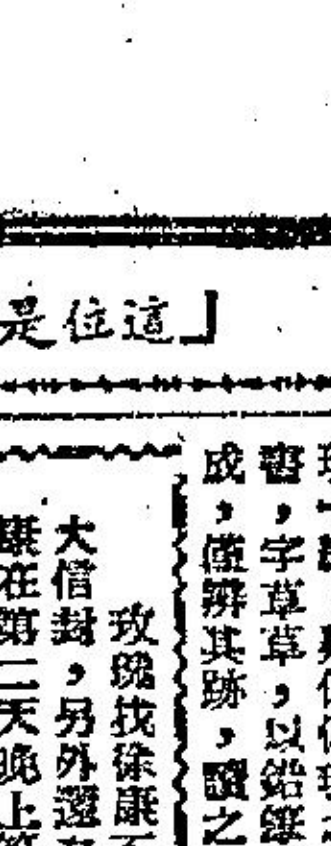 「這位是
書，字草草，以鉛筆
成，僅辨其跡，讀之
玫瑰找徐康
大信封，另外還
康在第二天晚上